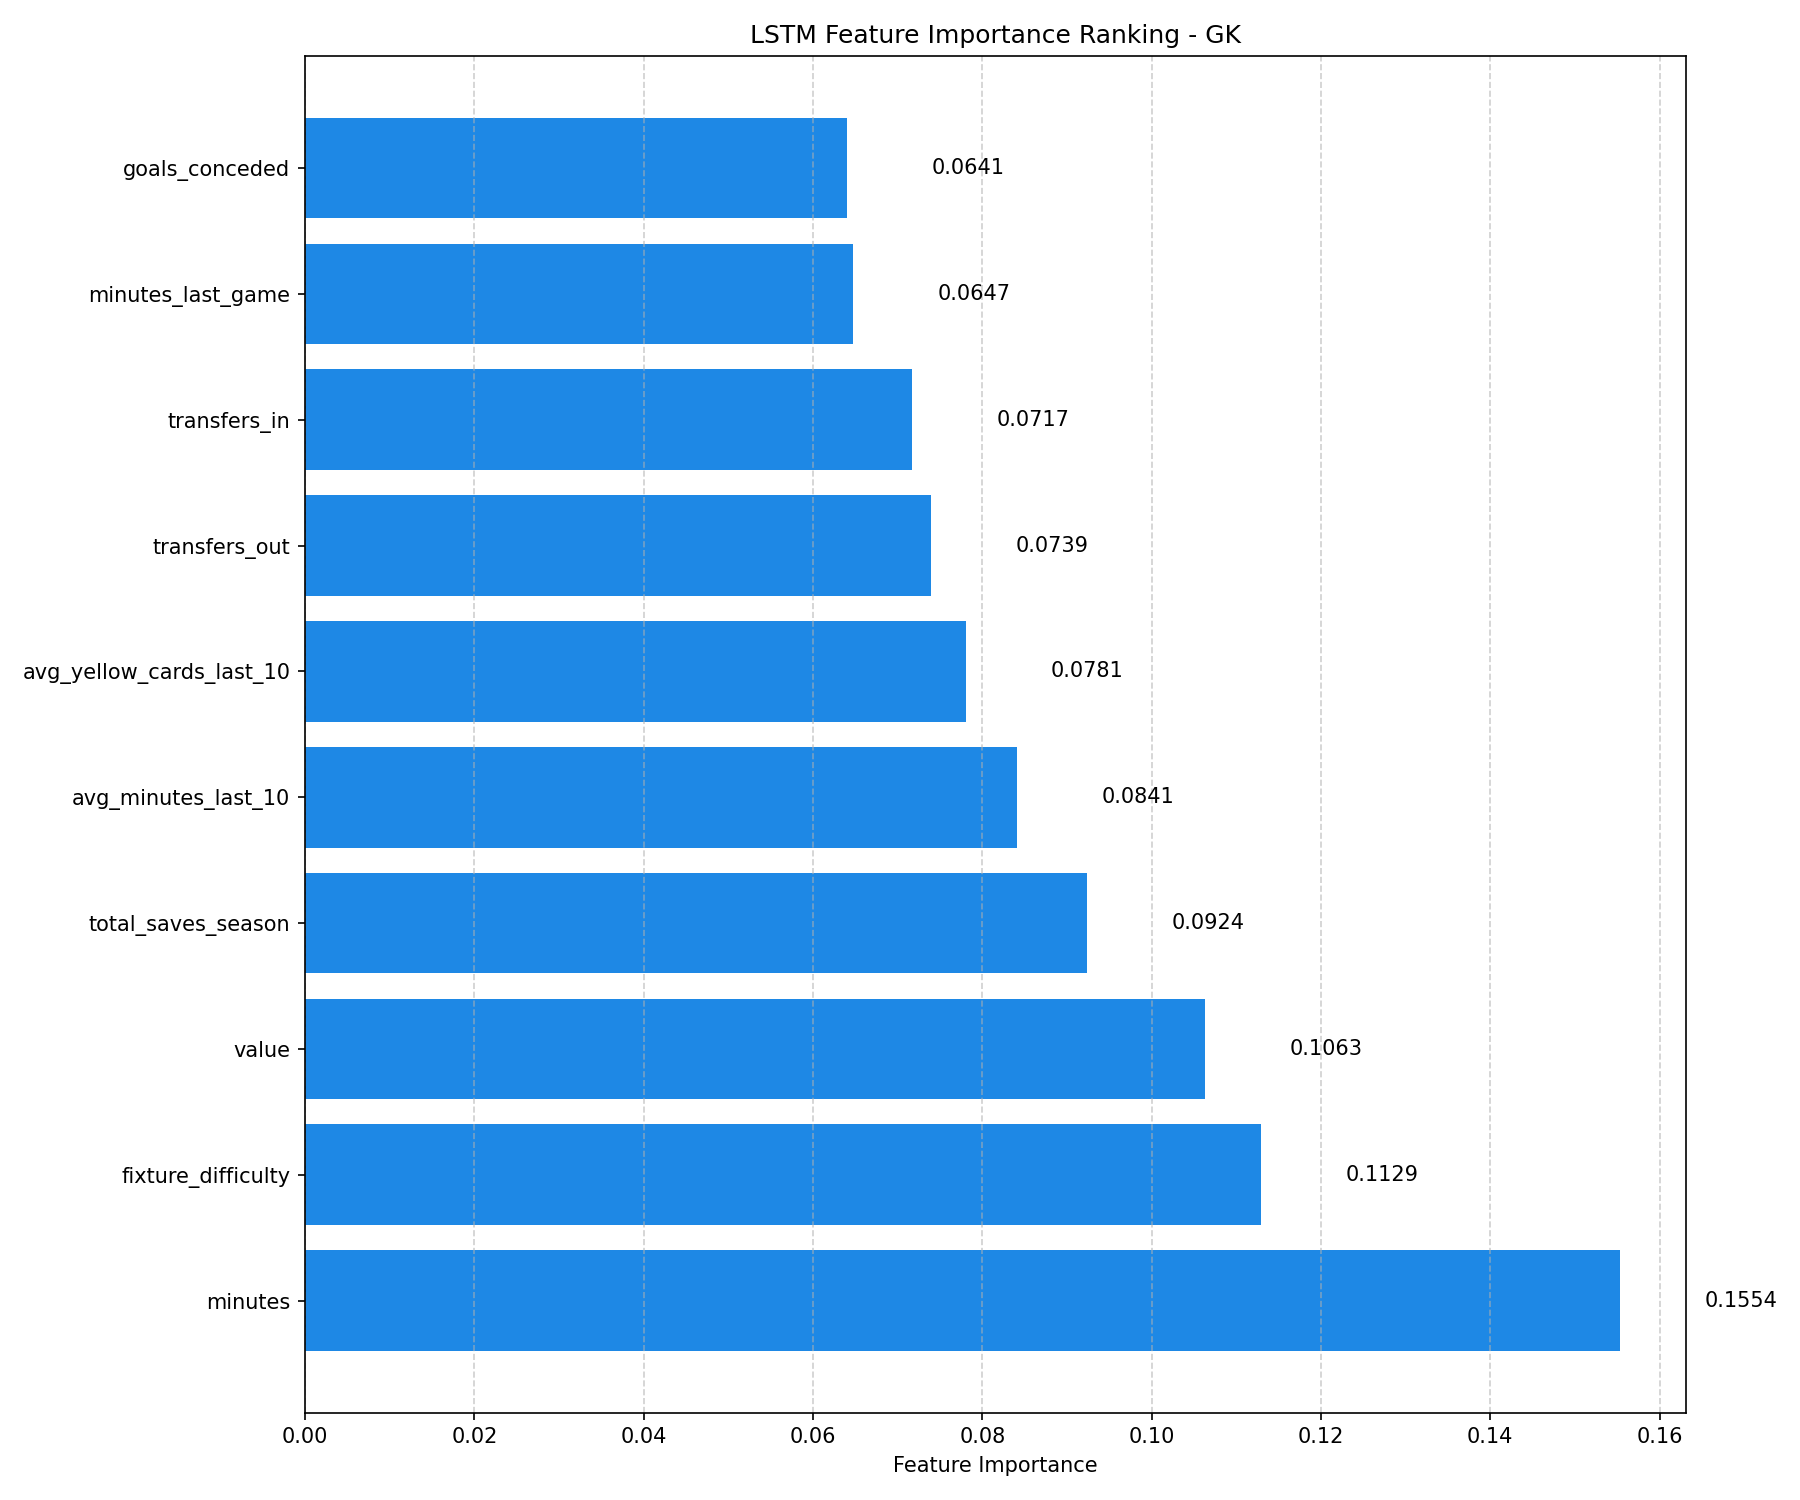 LSTM Feature Importance Ranking - GK
goals_conceded 0.0641
minutes_last_game 0.0647
transfers_in 0.0717
transfers_out 0.0739
avg_yellow_cards_last_10 0.0781
avg_minutes_last_10 0.0841
total_saves_season 0.0924
value 0.1063
fixture_difficulty 0.1129
minutes 0.1554
0.00 0.02 0.04 0.06 0.08 0.10 0.12 0.14 0.16
Feature Importance